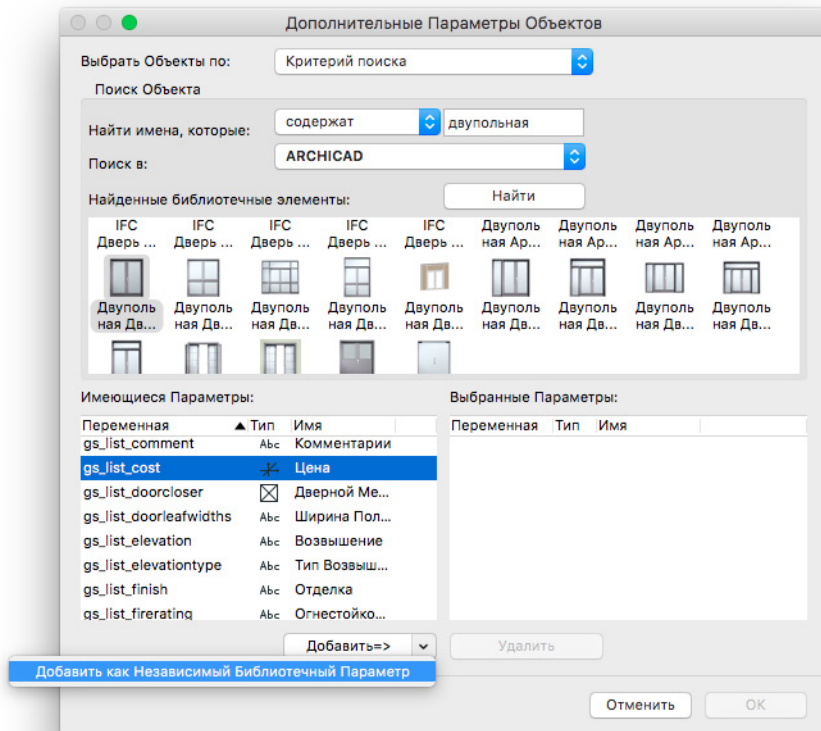 Дополнительные Параметры Объектов
Выбрать Объекты по: Критерий поиска
Поиск Объекта
Найти имена, которые: содержат двупольная
Поиск в: ARCHICAD
Найденные библиотечные элементы: Найти
IFC IFC IFC IFC IFC Двуполь Двуполь Двуполь Двуполь
Дверь ... Дверь ... Дверь ... Дверь ... Дверь ... ная Ар... ная Ар... ная Ар... ная Ар...
Двуполь Двуполь Двуполь Двуполь Двуполь Двуполь Двуполь Двуполь Двуполь
ная Дв... ная Дв... ная Дв... ная Дв... ная Дв... ная Дв... ная Дв... ная Дв... ная Дв...
Имеющиеся Параметры: Выбранные Параметры:
Переменная Тип Имя Переменная Тип Имя
gs_list_comment Abc Комментарии
gs_list_cost Цена
gs_list_doorcloser Дверной Ме...
gs_list_doorleafwidths Abc Ширина Пол...
gs_list_elevation Abc Возвышение
gs_list_elevationtype Abc Тип Возвыш...
gs_list_finish Abc Отделка
gs_list_firerating Abc Огнестойко...
Добавить=> Удалить
Добавить как Независимый Библиотечный Параметр
Отменить OK